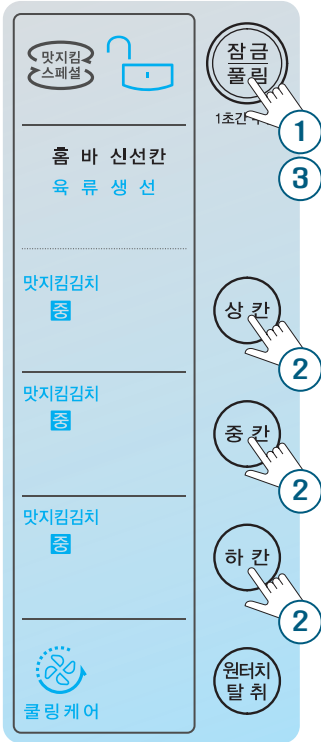 맛지킴
스페셜
잠금
풀림
1초간
1
3
홈 바 신선칸
육 류 생 선
맛지킴김치
중
상 칸
2
맛지킴김치
중
중 칸
2
맛지킴김치
중
하 칸
2
쿨링케어
원터치
탈 취